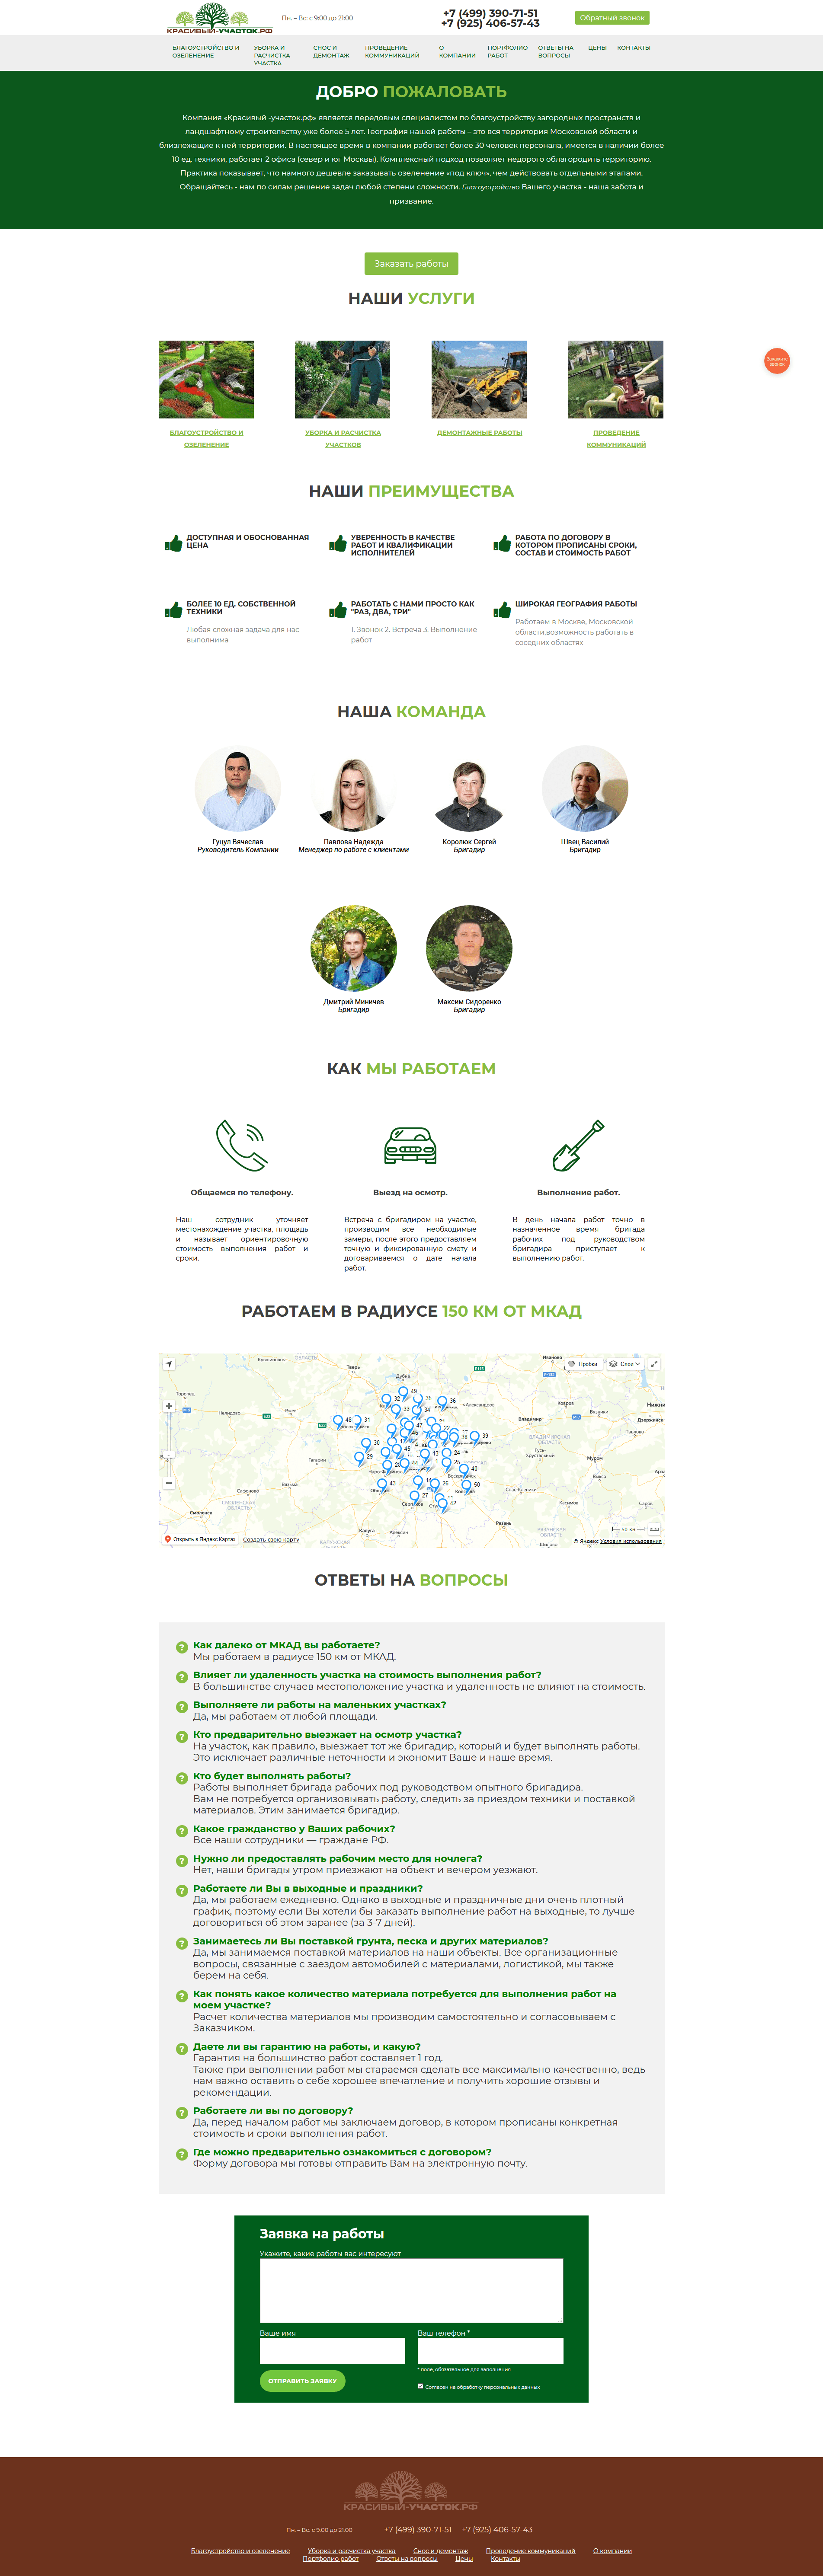 КРАСИВЫЙ-УЧАСТОК.РФ
Пн. – Вс: с 9:00 до 21:00
+7 (499) 390-71-51
+7 (925) 406-57-43
Обратный звонок
БЛАГОУСТРОЙСТВО И ОЗЕЛЕНЕНИЕ
УБОРКА И РАСЧИСТКА УЧАСТКА
СНОС И ДЕМОНТАЖ
ПРОВЕДЕНИЕ КОММУНИКАЦИЙ
О КОМПАНИИ
ПОРТФОЛИО РАБОТ
ОТВЕТЫ НА ВОПРОСЫ
ЦЕНЫ
КОНТАКТЫ
ДОБРО ПОЖАЛОВАТЬ
Компания «Красивый -участок.рф» является передовым специалистом по благоустройству загородных пространств и
ландшафтному строительству уже более 5 лет. География нашей работы – это вся территория Московской области и
близлежащие к ней территории. В настоящее время в компании работает более 30 человек персонала, имеется в наличии более
10 ед. техники, работает 2 офиса (север и юг Москвы). Комплексный подход позволяет недорого облагородить территорию.
Практика показывает, что намного дешевле заказывать озеленение «под ключ», чем действовать отдельными этапами.
Обращайтесь - нам по силам решение задач любой степени сложности. Благоустройство Вашего участка - наша забота и
призвание.
Заказать работы
НАШИ УСЛУГИ
Закажите звонок
БЛАГОУСТРОЙСТВО И ОЗЕЛЕНЕНИЕ
УБОРКА И РАСЧИСТКА УЧАСТКОВ
ДЕМОНТАЖНЫЕ РАБОТЫ
ПРОВЕДЕНИЕ КОММУНИКАЦИЙ
НАШИ ПРЕИМУЩЕСТВА
ДОСТУПНАЯ И ОБОСНОВАННАЯ ЦЕНА
УВЕРЕННОСТЬ В КАЧЕСТВЕ РАБОТ И КВАЛИФИКАЦИИ ИСПОЛНИТЕЛЕЙ
РАБОТА ПО ДОГОВОРУ В КОТОРОМ ПРОПИСАНЫ СРОКИ, СОСТАВ И СТОИМОСТЬ РАБОТ
БОЛЕЕ 10 ЕД. СОБСТВЕННОЙ ТЕХНИКИ
Любая сложная задача для нас выполнима
РАБОТАТЬ С НАМИ ПРОСТО КАК "РАЗ, ДВА, ТРИ"
1. Звонок 2. Встреча 3. Выполнение работ
ШИРОКАЯ ГЕОГРАФИЯ РАБОТЫ
Работаем в Москве, Московской области,возможность работать в соседних областях
НАША КОМАНДА
Гуцул Вячеслав
Руководитель Компании
Павлова Надежда
Менеджер по работе с клиентами
Королюк Сергей
Бригадир
Швец Василий
Бригадир
Дмитрий Миничев
Бригадир
Максим Сидоренко
Бригадир
КАК МЫ РАБОТАЕМ
Общаемся по телефону.
Наш сотрудник уточняет местонахождение участка, площадь и называет ориентировочную стоимость выполнения работ и сроки.
Выезд на осмотр.
Встреча с бригадиром на участке, производим все необходимые замеры, после этого предоставляем точную и фиксированную смету и договариваемся о дате начала работ.
Выполнение работ.
В день начала работ точно в назначенное время бригада рабочих под руководством бригадира приступает к выполнению работ.
РАБОТАЕМ В РАДИУСЕ 150 КМ ОТ МКАД
Пробки
Слои
Открыть в Яндекс.Картах
Создать свою карту
50 км
© Яндекс Условия использования
ОТВЕТЫ НА ВОПРОСЫ
Как далеко от МКАД вы работаете?
Мы работаем в радиусе 150 км от МКАД.
Влияет ли удаленность участка на стоимость выполнения работ?
В большинстве случаев местоположение участка и удаленность не влияют на стоимость.
Выполняете ли работы на маленьких участках?
Да, мы работаем от любой площади.
Кто предварительно выезжает на осмотр участка?
На участок, как правило, выезжает тот же бригадир, который и будет выполнять работы.
Это исключает различные неточности и экономит Ваше и наше время.
Кто будет выполнять работы?
Работы выполняет бригада рабочих под руководством опытного бригадира.
Вам не потребуется организовывать работу, следить за приездом техники и поставкой
материалов. Этим занимается бригадир.
Какое гражданство у Ваших рабочих?
Все наши сотрудники — граждане РФ.
Нужно ли предоставлять рабочим место для ночлега?
Нет, наши бригады утром приезжают на объект и вечером уезжают.
Работаете ли Вы в выходные и праздники?
Да, мы работаем ежедневно. Однако в выходные и праздничные дни очень плотный
график, поэтому если Вы хотели бы заказать выполнение работ на выходные, то лучше
договориться об этом заранее (за 3-7 дней).
Занимаетесь ли Вы поставкой грунта, песка и других материалов?
Да, мы занимаемся поставкой материалов на наши объекты. Все организационные
вопросы, связанные с заездом автомобилей с материалами, логистикой, мы также
берем на себя.
Как понять какое количество материала потребуется для выполнения работ на
моем участке?
Расчет количества материалов мы производим самостоятельно и согласовываем с
Заказчиком.
Даете ли вы гарантию на работы, и какую?
Гарантия на большинство работ составляет 1 год.
Также при выполнении работ мы стараемся сделать все максимально качественно, ведь
нам важно оставить о себе хорошее впечатление и получить хорошие отзывы и
рекомендации.
Работаете ли вы по договору?
Да, перед началом работ мы заключаем договор, в котором прописаны конкретная
стоимость и сроки выполнения работ.
Где можно предварительно ознакомиться с договором?
Форму договора мы готовы отправить Вам на электронную почту.
Заявка на работы
Укажите, какие работы вас интересуют
Ваше имя
Ваш телефон *
* поле, обязательное для заполнения
ОТПРАВИТЬ ЗАЯВКУ
Согласен на обработку персональных данных
КРАСИВЫЙ-УЧАСТОК.РФ
Пн. – Вс: с 9:00 до 21:00
+7 (499) 390-71-51 +7 (925) 406-57-43
Благоустройство и озеленение Уборка и расчистка участка Снос и демонтаж Проведение коммуникаций О компании
Портфолио работ Ответы на вопросы Цены Контакты